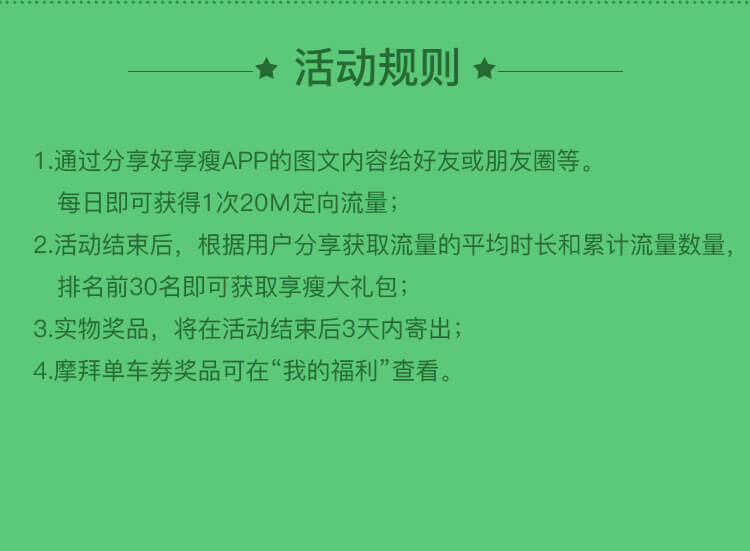 活动规则
1.通过分享好享瘦APP的图文内容给好友或朋友圈等。
每日即可获得1次20M定向流量；
2.活动结束后，根据用户分享获取流量的平均时长和累计流量数量，
排名前30名即可获取享瘦大礼包；
3.实物奖品，将在活动结束后3天内寄出；
4.摩拜单车券奖品可在“我的福利”查看。